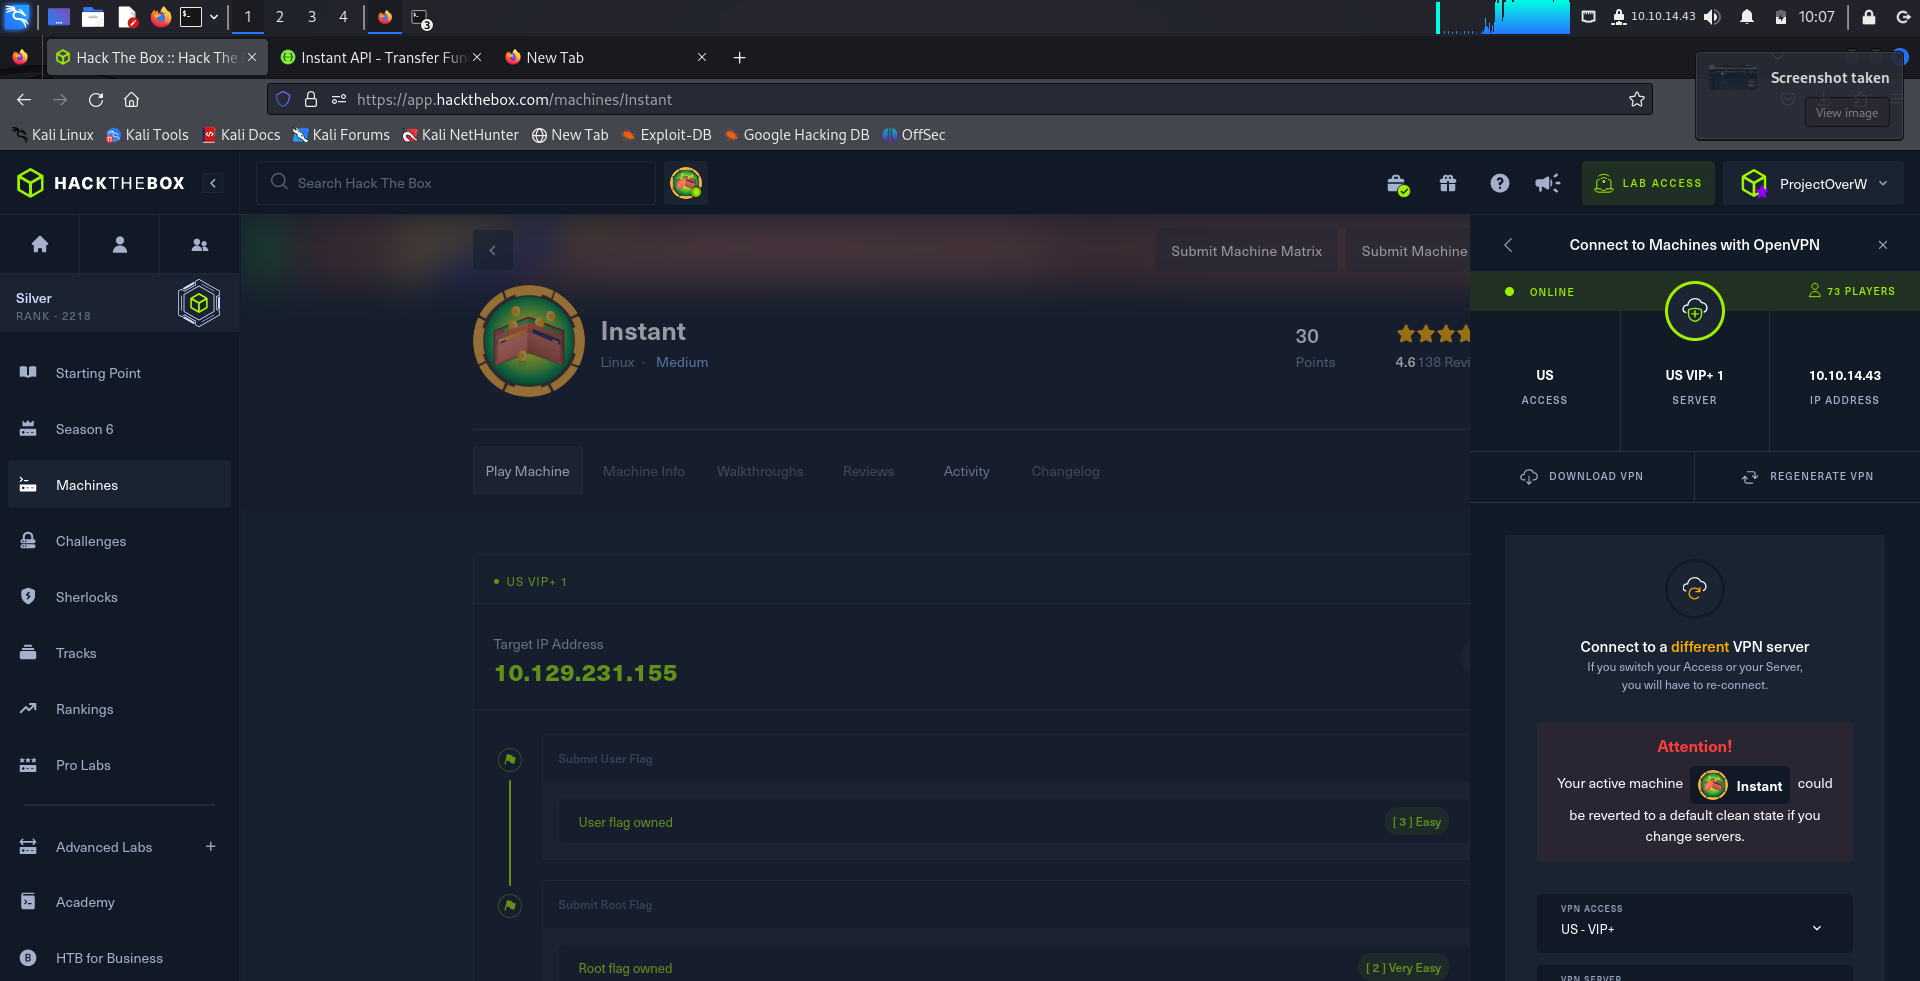 1 2 3 4
3
10.10.14.43
10:07
Hack The Box :: Hack The
Instant API - Transfer Fun
New Tab
Screenshot taken
View image
https://app.hackthebox.com/machines/Instant
Kali Linux
Kali Tools
Kali Docs
Kali Forums
Kali NetHunter
New Tab
Exploit-DB
Google Hacking DB
OffSec
HACKTHEBOX
Search Hack The Box
LAB ACCESS
ProjectOverW
Silver
RANK - 2218
Starting Point
Season 6
Machines
Challenges
Sherlocks
Tracks
Rankings
Pro Labs
Advanced Labs
Academy
HTB for Business
Submit Machine Matrix
Submit Machine
Instant
Linux · Medium
30
Points
4.6 138 Revi
Play Machine
Machine Info
Walkthroughs
Reviews
Activity
Changelog
US VIP+ 1
Target IP Address
10.129.231.155
Submit User Flag
User flag owned
[ 3 ] Easy
Submit Root Flag
Root flag owned
[ 2 ] Very Easy
Connect to Machines with OpenVPN
ONLINE
73 PLAYERS
US
ACCESS
US VIP+ 1
SERVER
10.10.14.43
IP ADDRESS
DOWNLOAD VPN
REGENERATE VPN
Connect to a different VPN server
If you switch your Access or your Server,
you will have to re-connect.
Attention!
Your active machine Instant could
be reverted to a default clean state if you
change servers.
VPN ACCESS
US - VIP+
VPN SERVER